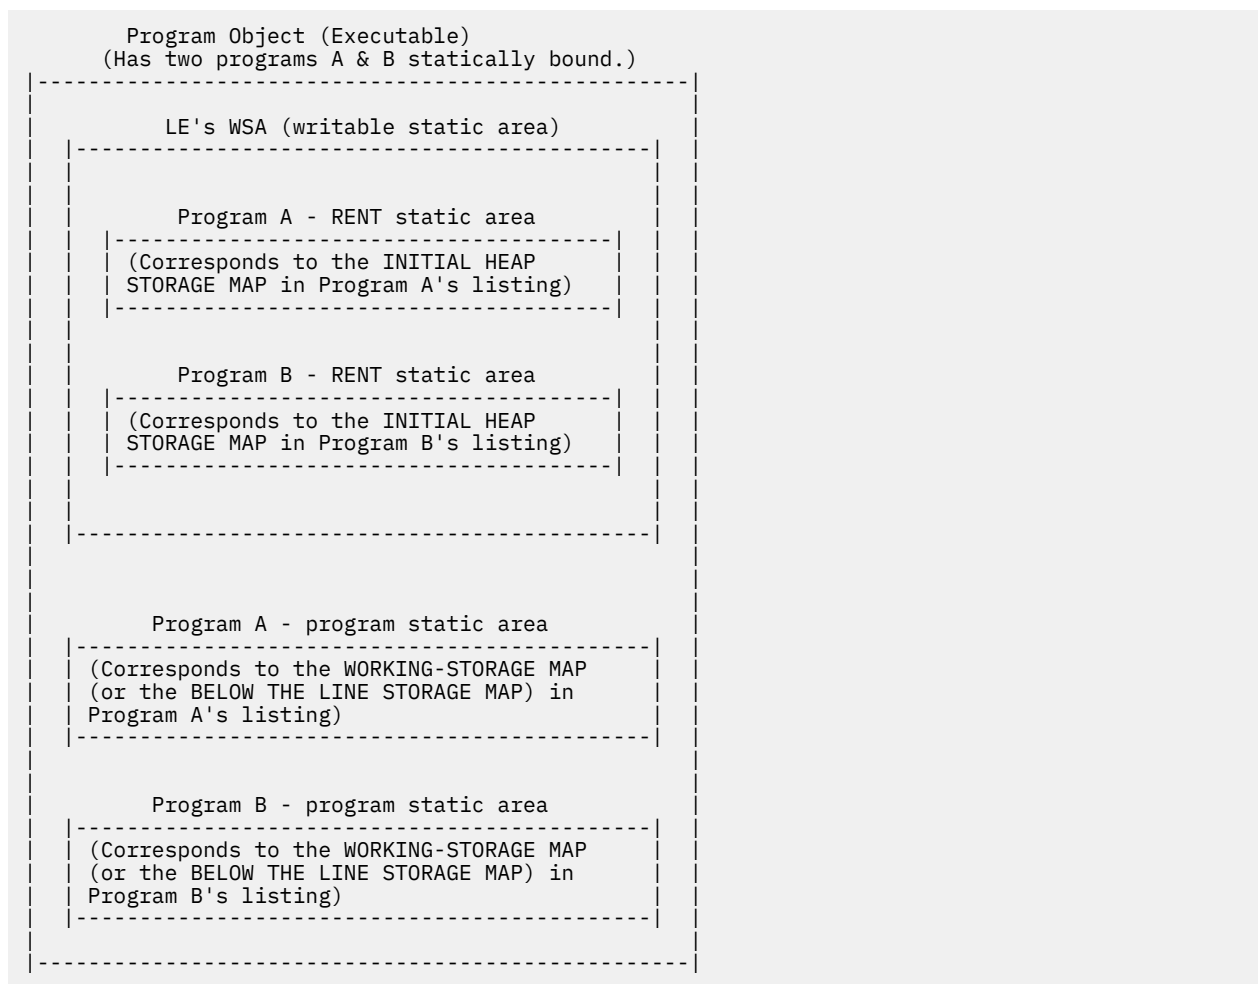 Program Object (Executable)
(Has two programs A & B statically bound.)
LE's WSA (writable static area)
Program A - RENT static area
(Corresponds to the INITIAL HEAP
STORAGE MAP in Program A's listing)
Program B - RENT static area
(Corresponds to the INITIAL HEAP
STORAGE MAP in Program B's listing)
Program A - program static area
(Corresponds to the WORKING-STORAGE MAP
(or the BELOW THE LINE STORAGE MAP) in
Program A's listing)
Program B - program static area
(Corresponds to the WORKING-STORAGE MAP
(or the BELOW THE LINE STORAGE MAP) in
Program B's listing)